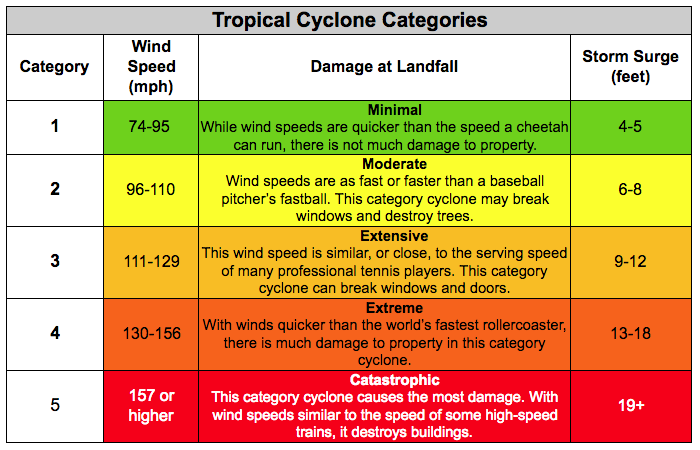 Tropical Cyclone Categories
Category
Wind
Speed
(mph)
Damage at Landfall
Storm Surge
(feet)
1
74-95
Minimal
While wind speeds are quicker than the speed a cheetah
can run, there is not much damage to property.
4-5
2
96-110
Moderate
Wind speeds are as fast or faster than a baseball
pitcher's fastball. This category cyclone may break
windows and destroy trees.
6-8
3
111-129
Extensive
This wind speed is similar, or close, to the serving speed
of many professional tennis players. This category
cyclone can break windows and doors.
9-12
4
130-156
Extreme
With winds quicker than the world's fastest rollercoaster,
there is much damage to property in this category
cyclone.
13-18
5
157 or
higher
Catastrophic
This category cyclone causes the most damage. With
wind speeds similar to the speed of some high-speed
trains, it destroys buildings.
19+